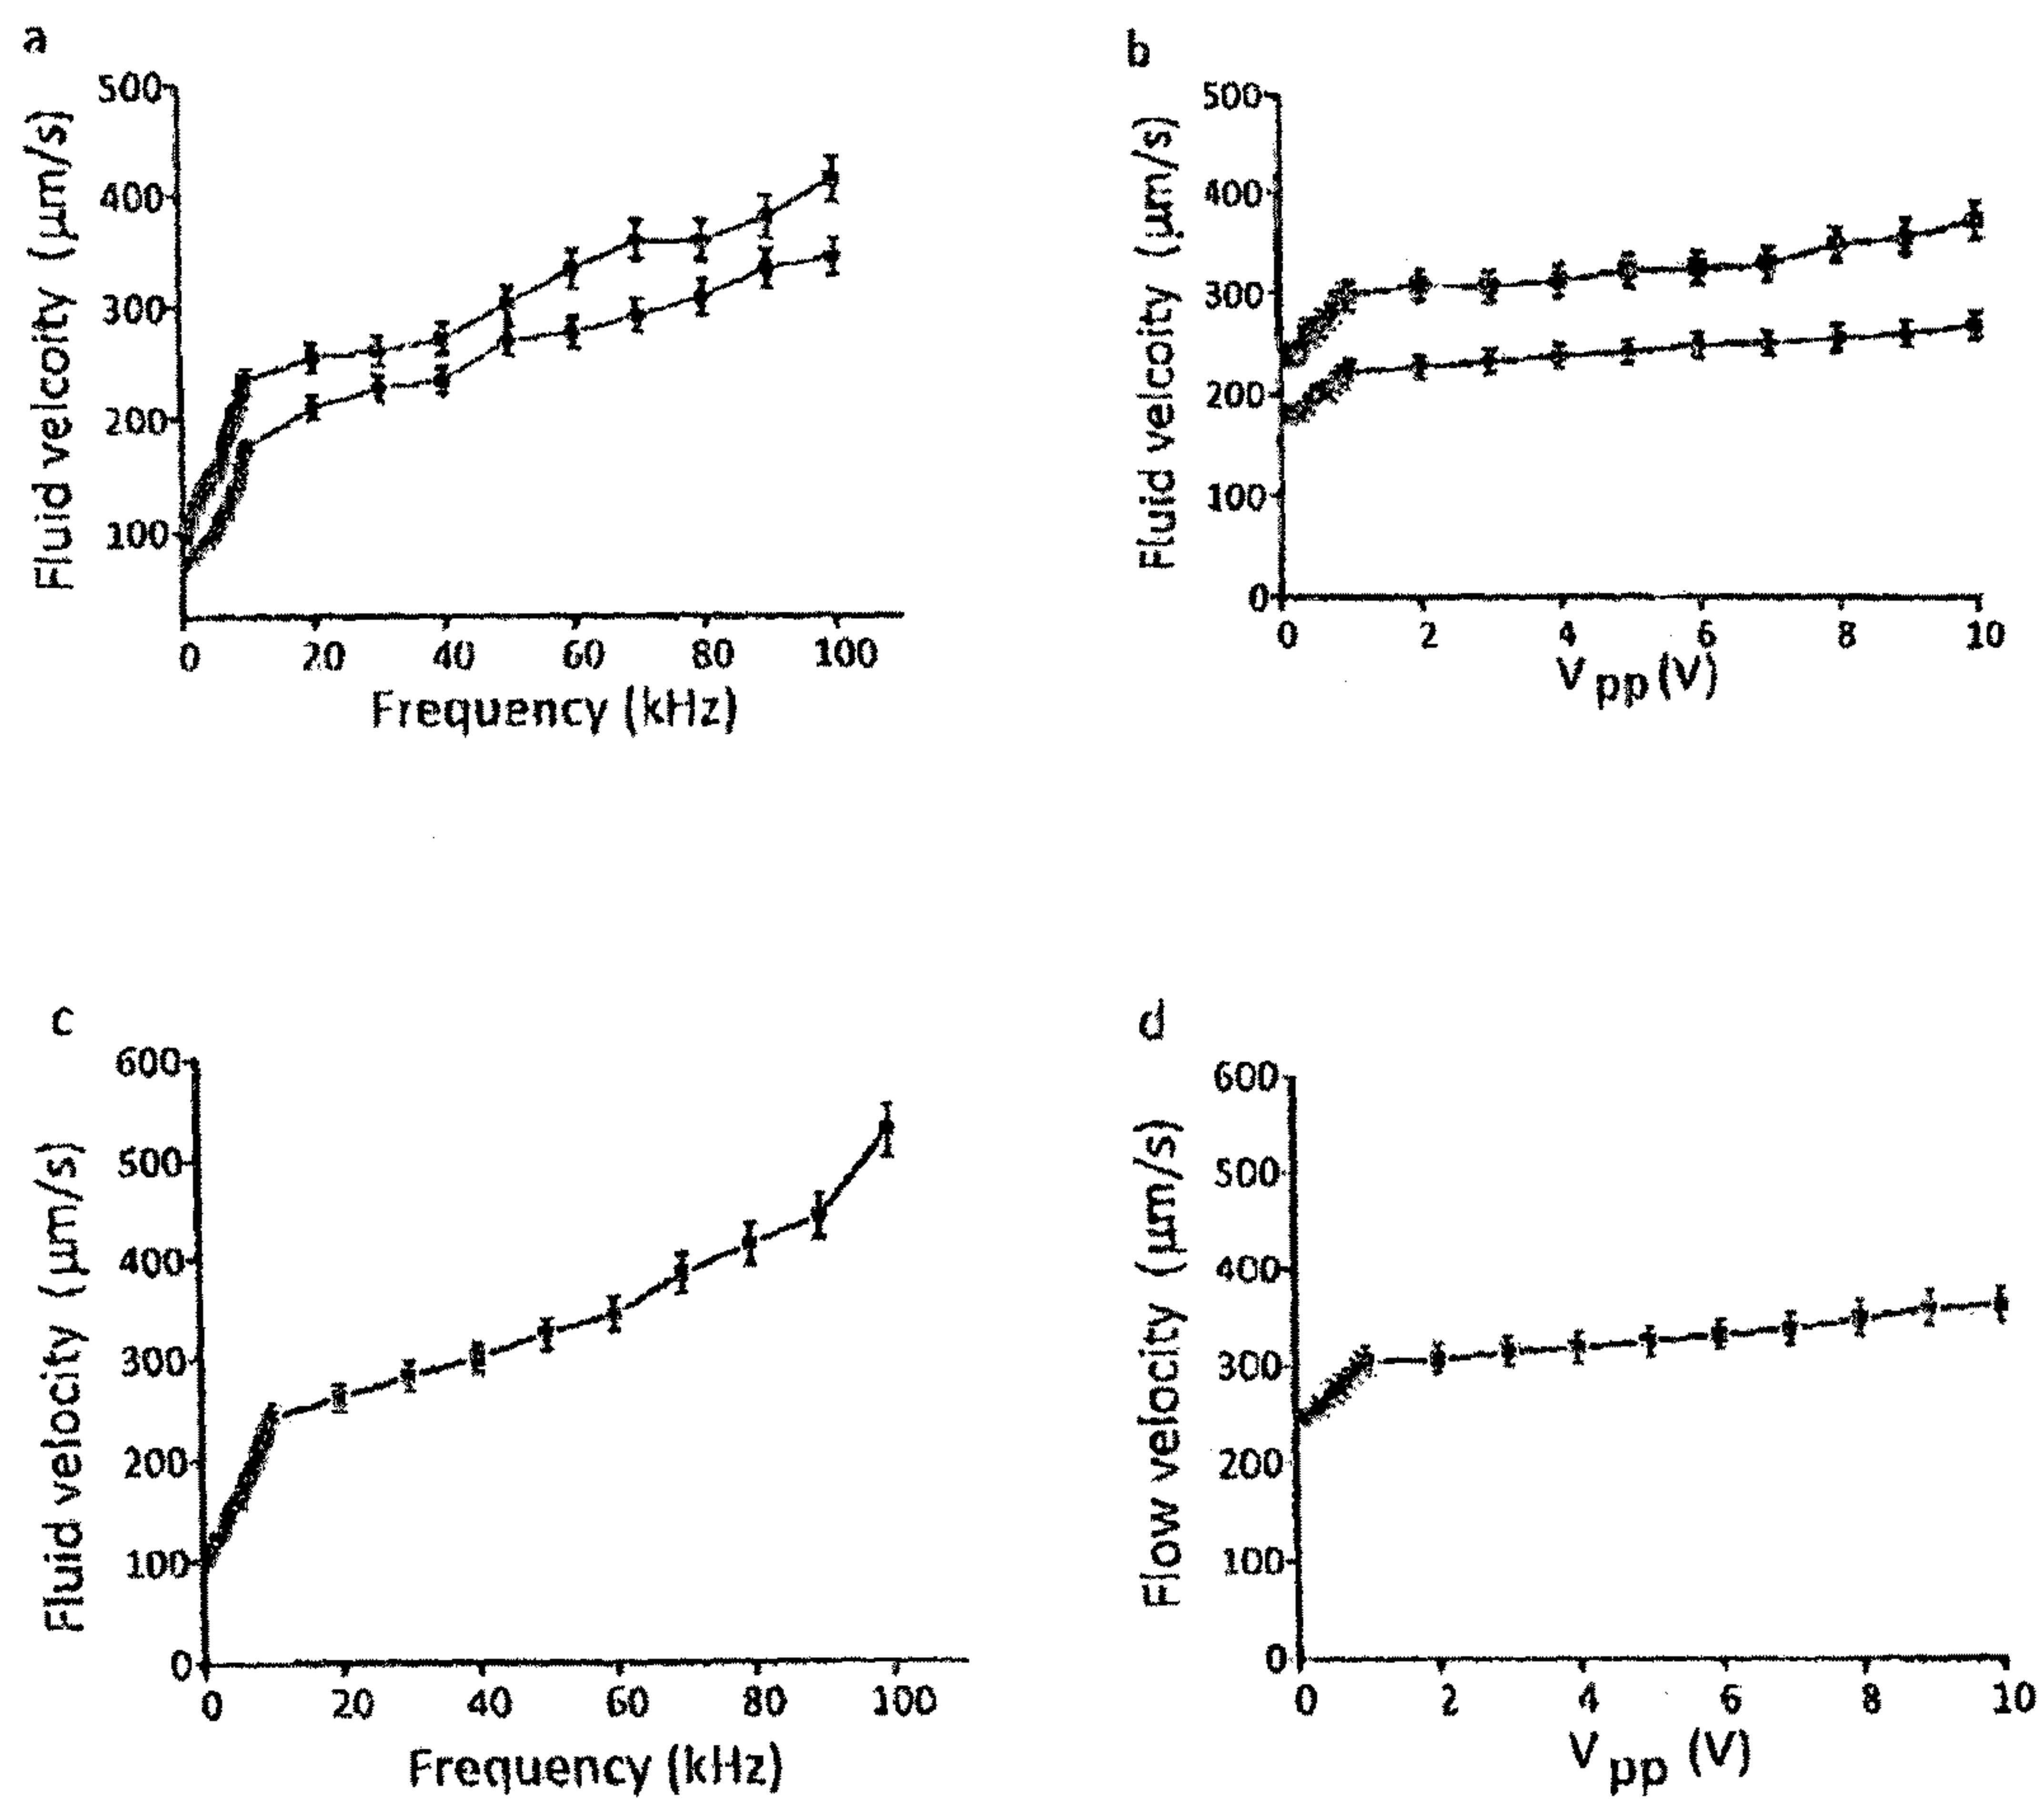 a
500
400
300
200
100
Fluid velcoity (μm/s)
0 20 40 60 80 100
Frequency (kHz)
b
500
400
300
200
100
0
Fluid velcoity (μm/s)
0 2 4 6 8 10
V pp (V)
c
600
500
400
300
200
100
0
Fluid velocity (μm/s)
0 20 40 60 80 100
Frequency (kHz)
d
600
500
400
300
200
100
0
Flow velocity (μm/s)
0 2 4 6 8 10
V pp (V)